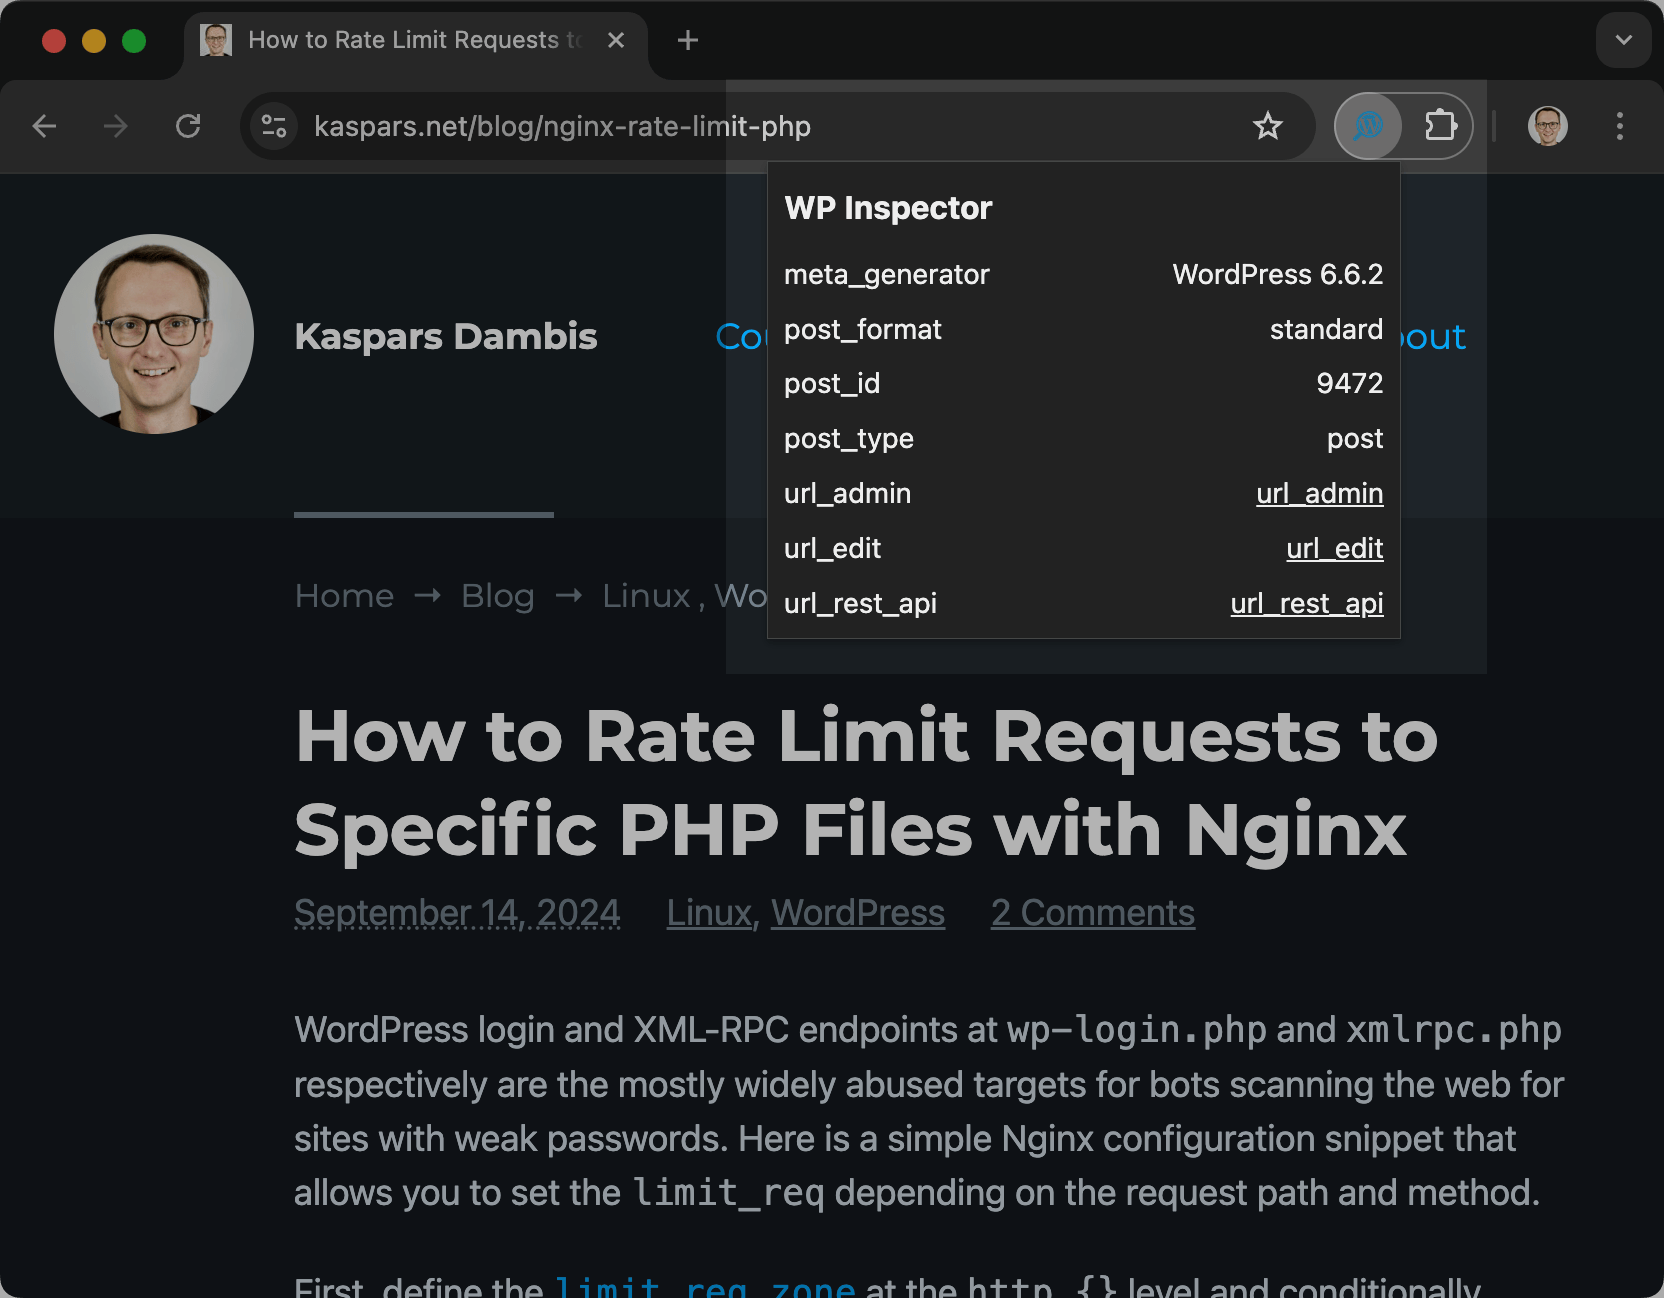 How to Rate Limit Requests to
kaspars.net/blog/nginx-rate-limit-php
WP Inspector
meta_generator WordPress 6.6.2
post_format standard
post_id 9472
post_type post
url_admin url_admin
url_edit url_edit
url_rest_api url_rest_api
Kaspars Dambis
Home → Blog → Linux ,
How to Rate Limit Requests to
Specific PHP Files with Nginx
September 14, 2024 Linux, WordPress 2 Comments
WordPress login and XML-RPC endpoints at wp-login.php and xmlrpc.php
respectively are the mostly widely abused targets for bots scanning the web for
sites with weak passwords. Here is a simple Nginx configuration snippet that
allows you to set the limit_req depending on the request path and method.
First, define the limit_req_zone at the http {} level and conditionally